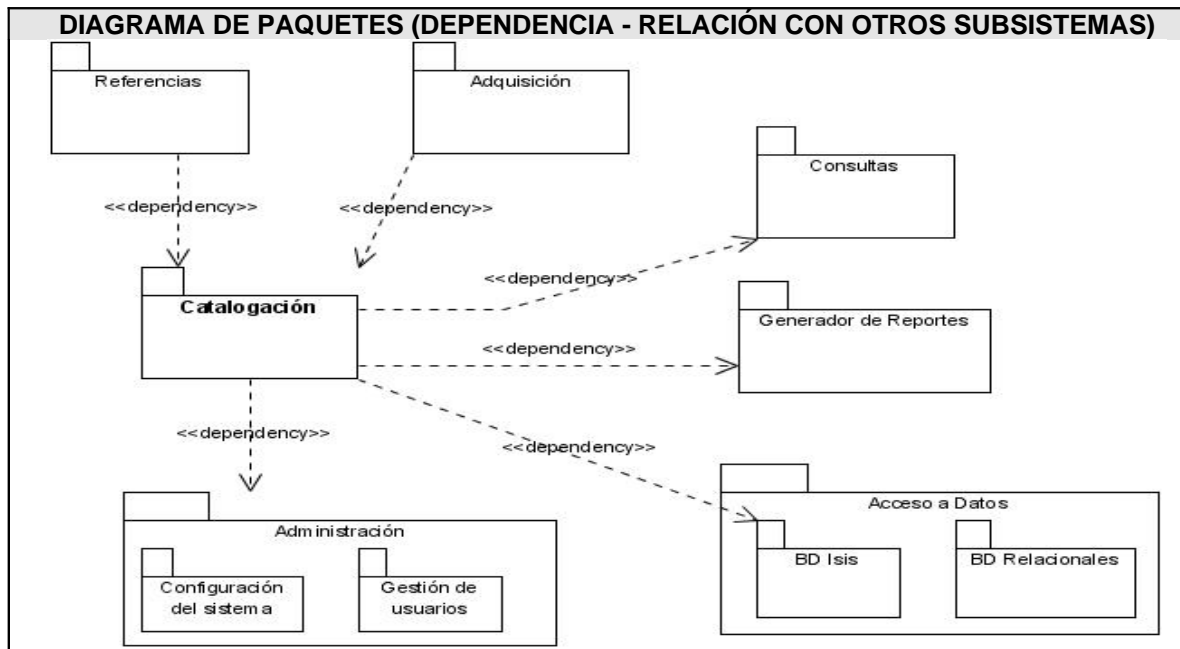 DIAGRAMA DE PAQUETES (DEPENDENCIA - RELACIÓN CON OTROS SUBSISTEMAS)
Referencias
Adquisición
Consultas
<<dependency>>
<<dependency>>
<<dependency>>
Catalogación
Generador de Reportes
<<dependency>>
<<dependency>>
<<dependency>>
Administración
Configuración
del sistema
Gestión de
usuarios
Acceso a Datos
BD Isis
BD Relacionales